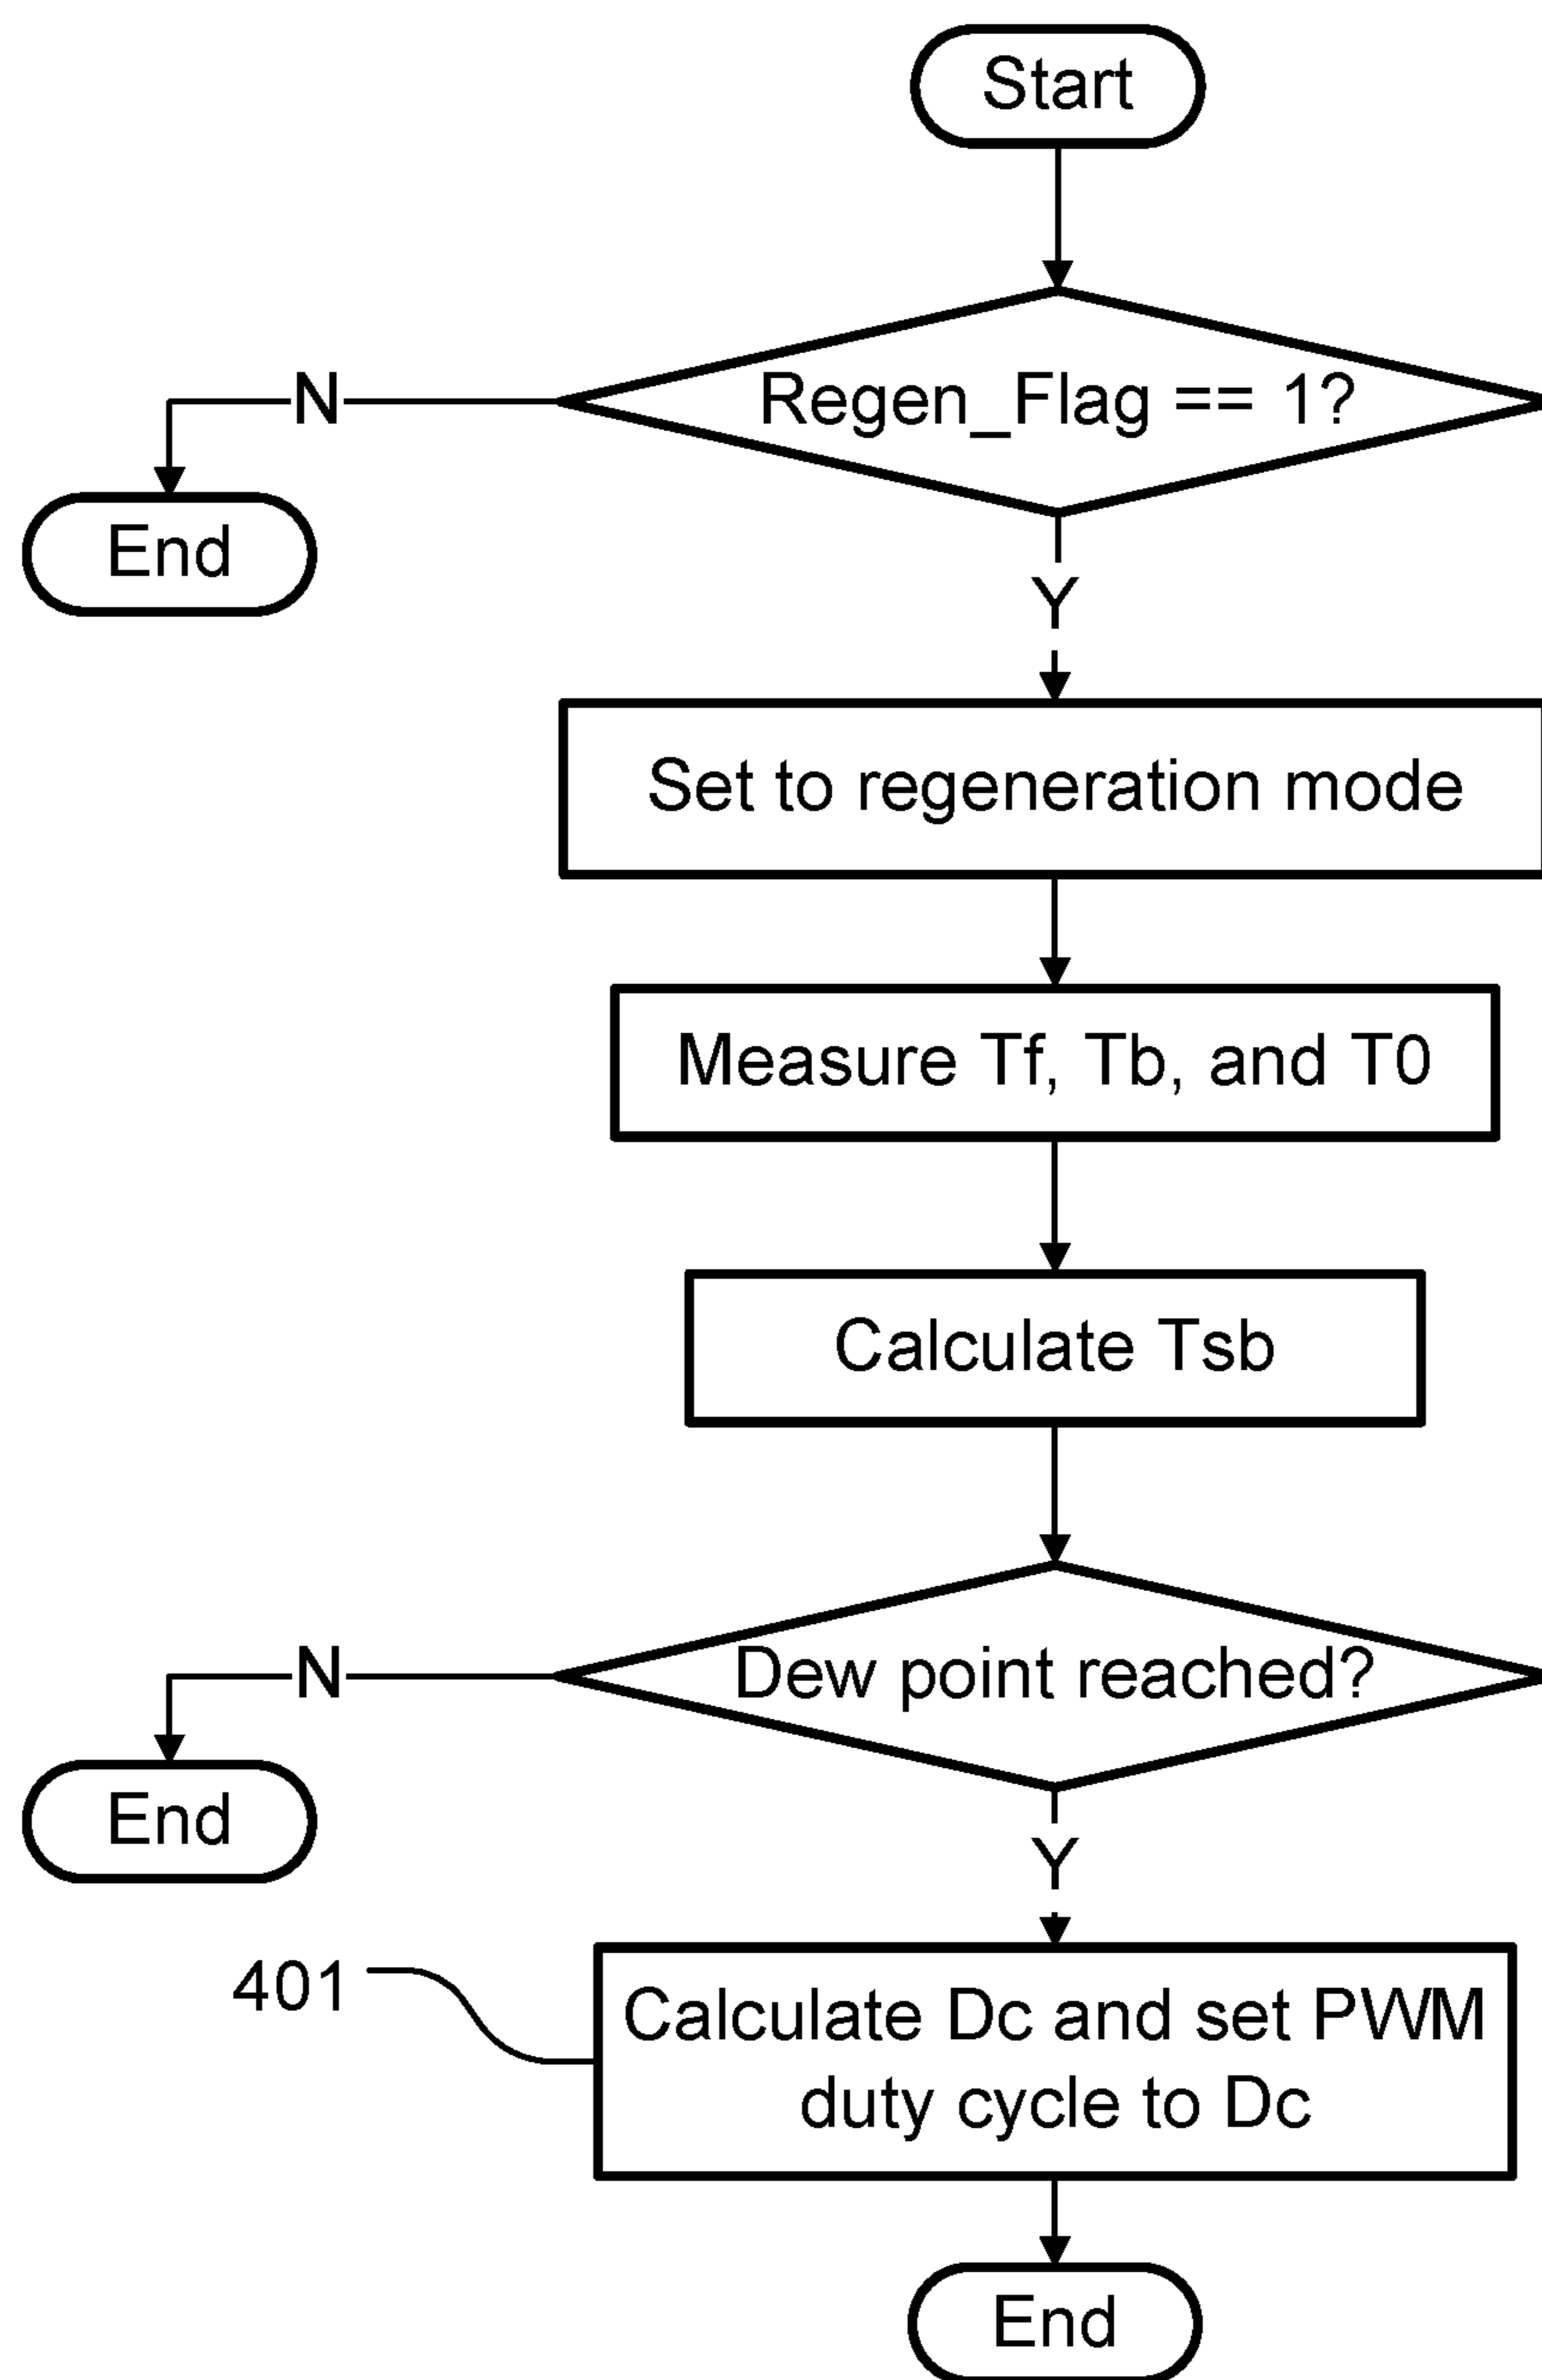 Start
Regen_Flag == 1?
N
End
Y
Set to regeneration mode
Measure Tf, Tb, and T0
Calculate Tsb
Dew point reached?
N
End
Y
401
Calculate Dc and set PWM
duty cycle to Dc
End